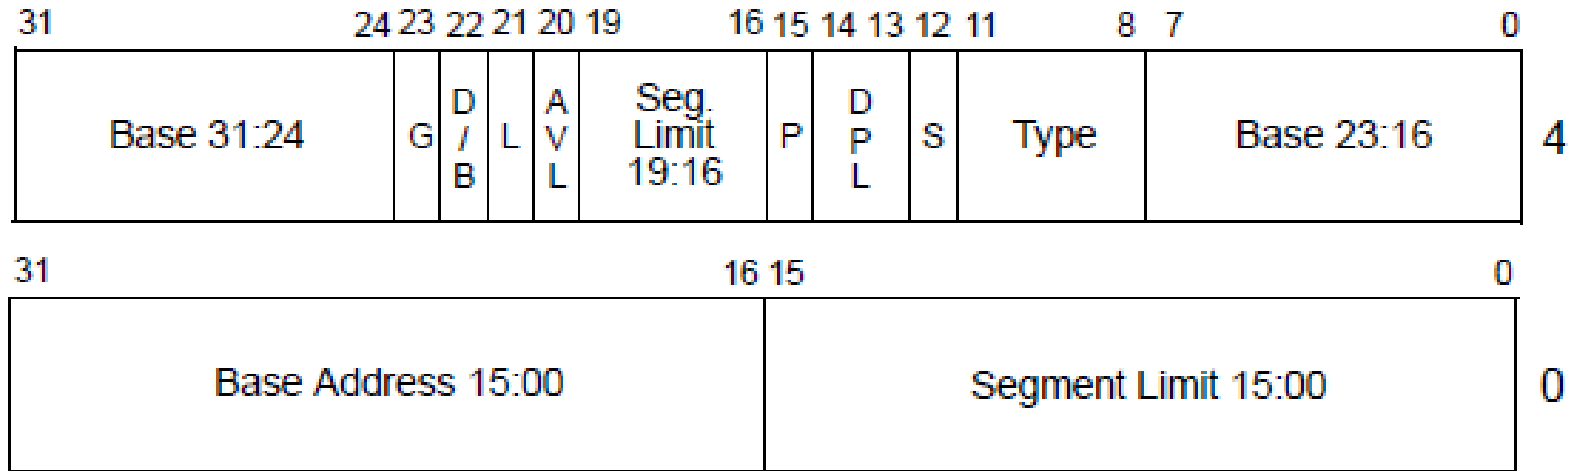 31 24 23 22 21 20 19 16 15 14 13 12 11 8 7 0
Base 31:24 G D/B L AVL Seg. Limit 19:16 P DPL S Type Base 23:16 4
31 16 15 0
Base Address 15:00 Segment Limit 15:00 0